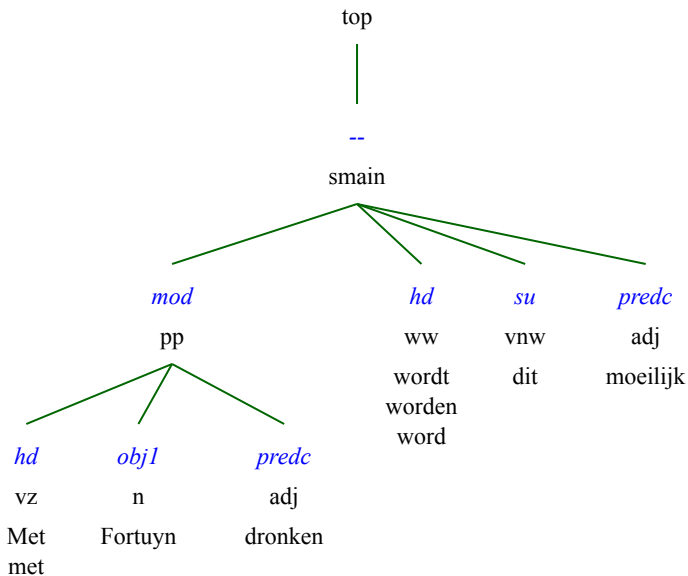 top
--
smain
mod hd su predc
pp ww vnw adj
wordt dit moeilijk
worden
word
hd obj1 predc
vz n adj
Met Fortuyn dronken
met